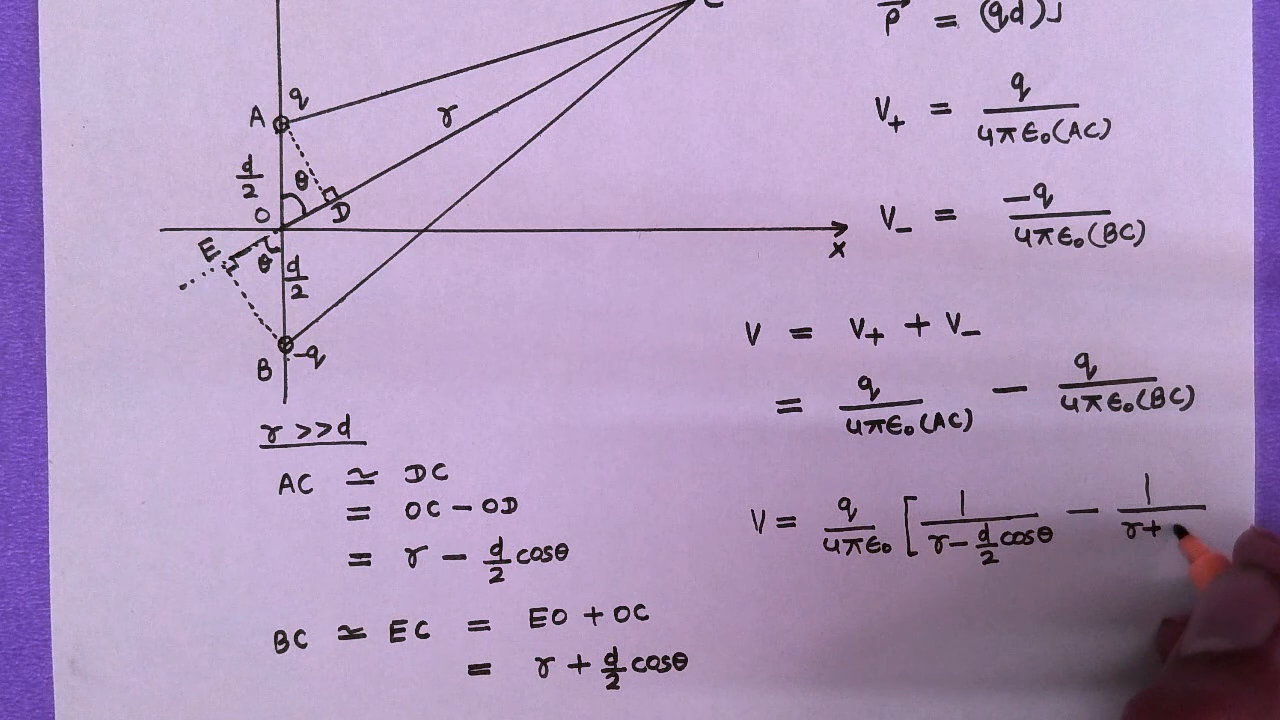 A q
r
d/2 θ
O D
x
E θ d/2
B -q
r >> d
AC ≃ DC
= OC - OD
= r - d/2 cosθ
BC ≃ EC = EO + OC
= r + d/2 cosθ
p⃗ = (qd)
V₊ = q/4πϵ₀(AC)
V₋ = -q/4πϵ₀(BC)
V = V₊ + V₋
= q/4πϵ₀(AC) - q/4πϵ₀(BC)
V = q/4πϵ₀ [ 1/r - d/2 cosθ - 1/r +